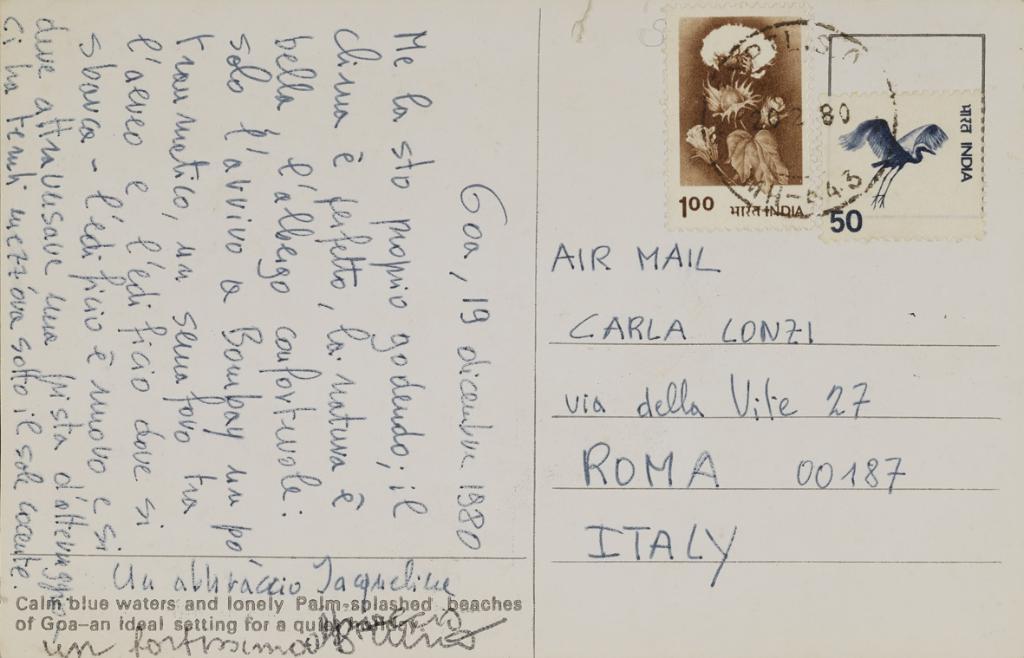 Goa, 19 dicembre 1980
Me la sto proprio godendo; il
clima è perfetto, la natura è
bella l'albergo confortevole:
solo l'arrivo a Bombay un po
traumatico, un semaforo tra
l'aereo e l'edificio dove si
sbarca - l'edificio è nuovo e si
deve attraversare una pista d'atterraggio,
ci ha tenuti mezz'ora sotto il sole cocente
Un abbraccio Jaqueline
un fortissimo abbraccio
Calm blue waters and lonely Palm-splashed beaches
of Goa—an ideal setting for a quiet holiday.
1.00 भारत INDIA
भारत INDIA
50
80
AIR MAIL
CARLA LONZI
via della Vite 27
ROMA 00187
ITALY